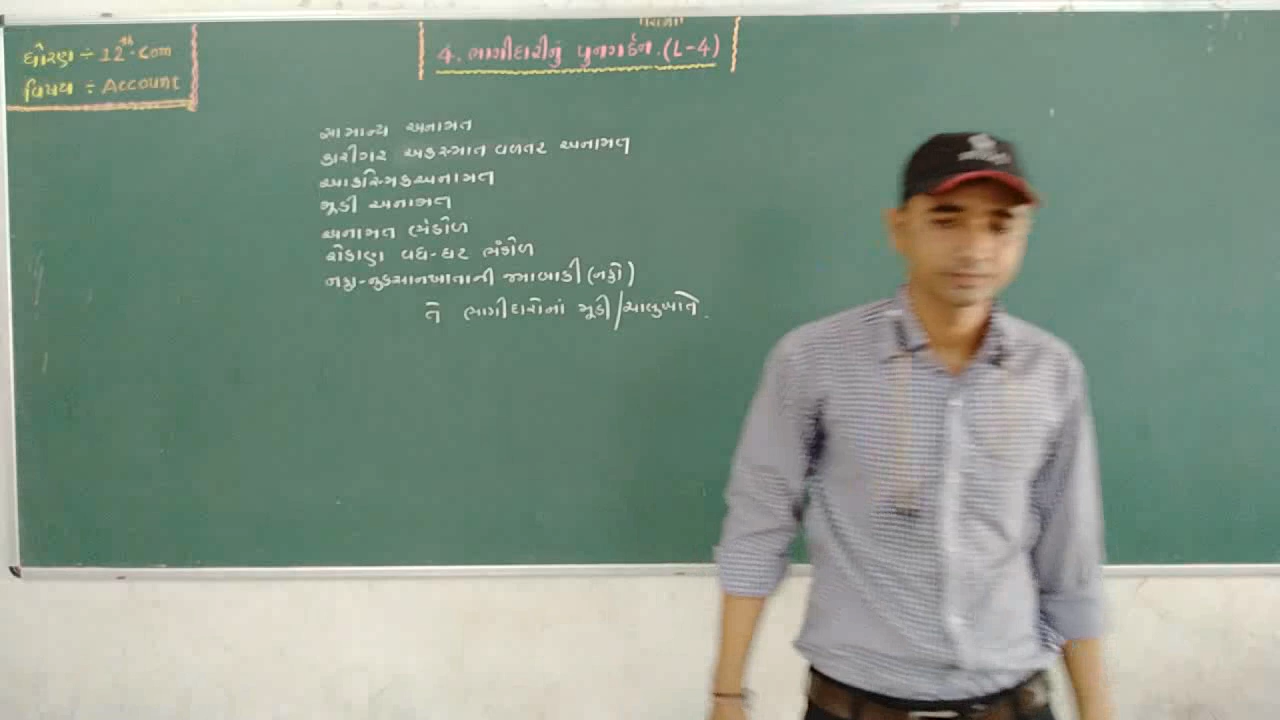 ધોરણ ÷ 12th Com
વિષય ÷ Account
4. ભાગીદારીનું પુનર્ગઠન. (L-4)
સામાન્ય અનામત
કારીગર અકસ્માત વળતર અનામત
આકસ્મિક અનામત
મૂડી અનામત
અનામત ભંડોળ
રોકાણ વધ-ઘટ ભંડોળ
નફા-નુકસાનખાતાની જમાબાકી (નફો)
તે ભાગીદારોનાં મૂડી/ચાલુખાતે.